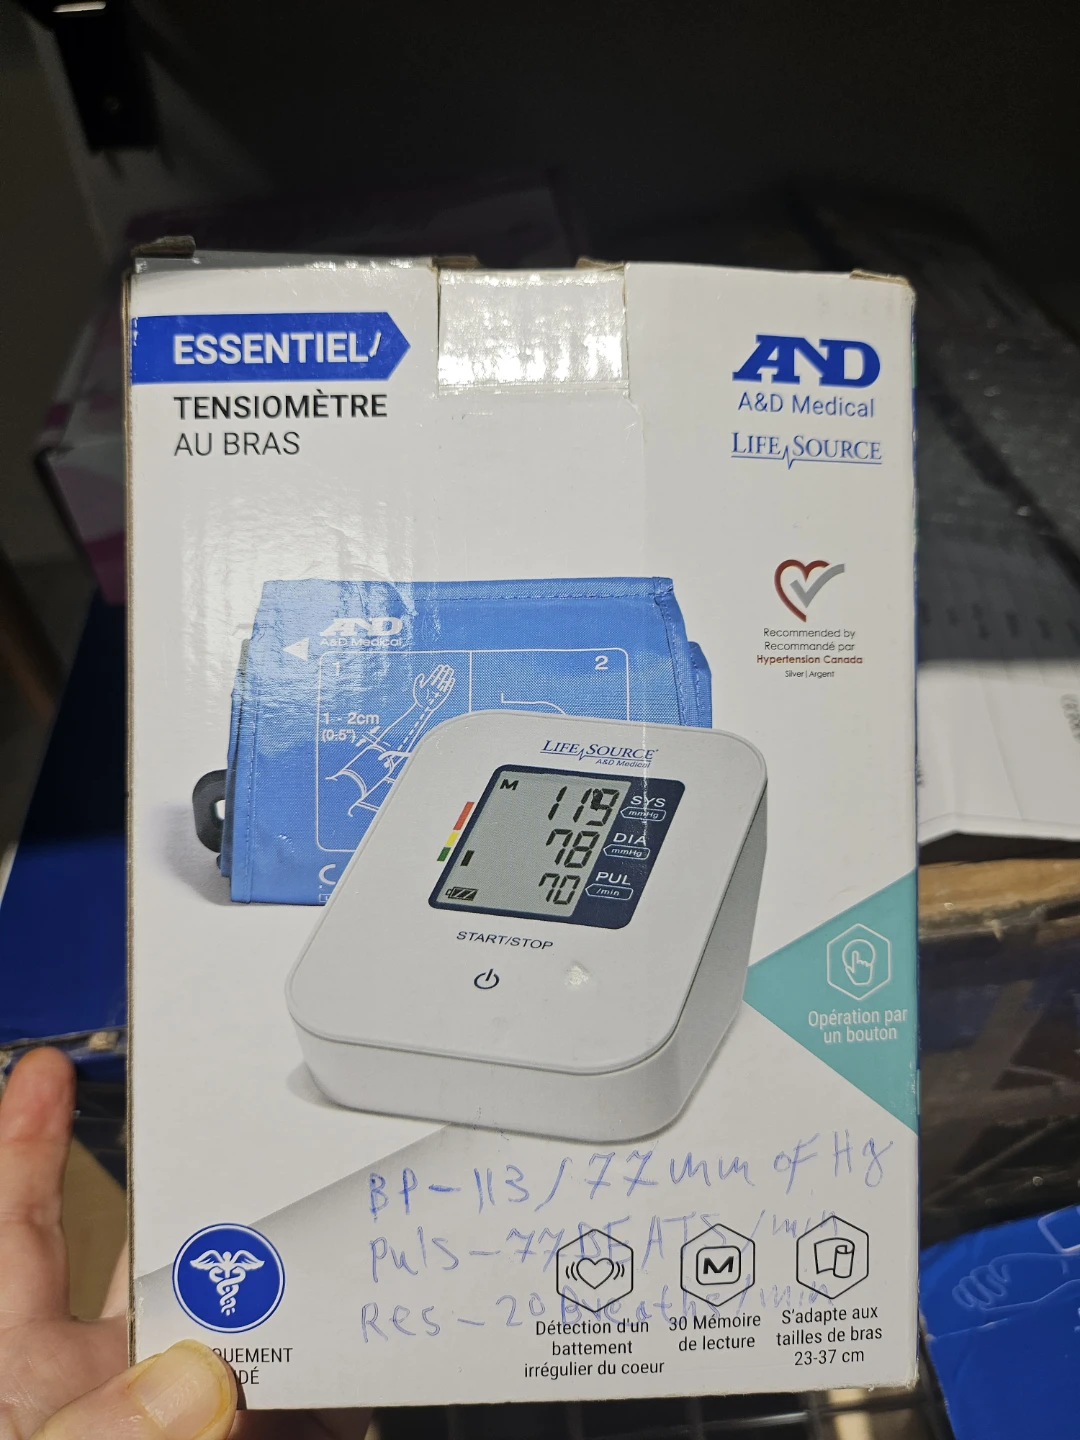 ESSENTIEL
TENSIOMÈTRE
AU BRAS
AND
A&D Medical
LIFE SOURCE
Recommended by
Recommandé par
Hypertension Canada
Silver | Argent
AND
A&D Medical
1
2
1 - 2cm
(0.5")
LIFE SOURCE
A&D Medical
M
119 SYS mmHg
78 DIA mmHg
70 PUL /min
START/STOP
Opération par
un bouton
BP - 113 / 77 mm of Hg
Puls - 77 BEATS / min
Res - 20 Breaths / min
M
Détection d'un
battement
irrégulier du coeur
30 Mémoire
de lecture
S'adapte aux
tailles de bras
23-37 cm